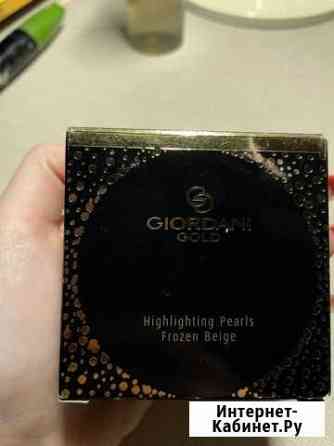 GIORDANI
GOLD
Highlighting Pearls
Frozen Beige
Интернет-
Кабинет.Ру